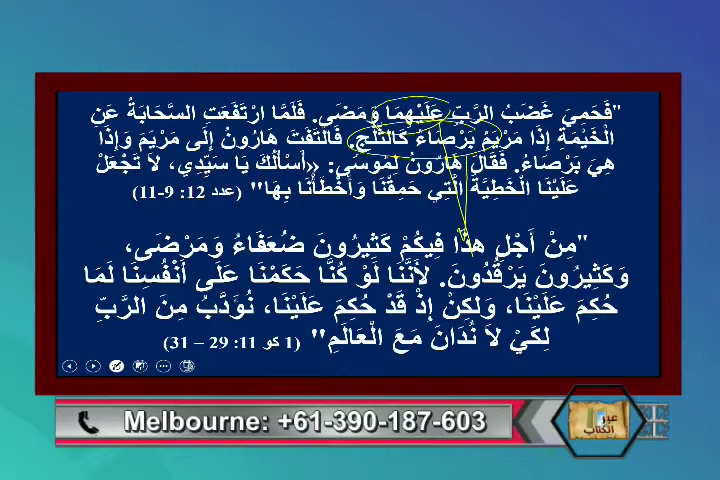 "فَحَمِيَ غَضَبُ الرَّبِّ عَلَيْهِمَا وَمَضَى. فَلَمَّا ارْتَفَعَتِ السَّحَابَةُ عَنِ
الْخَيْمَةِ إِذَا مَرْيَمُ بَرْصَاءُ كَالثَّلْجِ. فَالْتَفَتَ هَارُونُ إِلَى مَرْيَمَ وَإِذَا
هِيَ بَرْصَاءُ. فَقَالَ هَارُونُ لِمُوسَى: «أَسْأَلُكَ يَا سَيِّدِي، لاَ تَجْعَلْ
عَلَيْنَا الْخَطِيَّةَ الَّتِي حَمِقْنَا وَأَخْطَأْنَا بِهَا" (عدد 12: 9-11)
"مِنْ أَجْلِ هذَا فِيكُمْ كَثِيرُونَ ضُعَفَاءُ وَمَرْضَى،
وَكَثِيرُونَ يَرْقُدُونَ. لأَنَّنَا لَوْ كُنَّا حَكَمْنَا عَلَى أَنْفُسِنَا لَمَا
حُكِمَ عَلَيْنَا، وَلكِنْ إِذْ قَدْ حُكِمَ عَلَيْنَا، نُؤَدَّبُ مِنَ الرَّبِّ
لِكَيْ لاَ نُدَانَ مَعَ الْعَالَمِ" (1 كو 11: 29 – 31)
Melbourne: +61-390-187-603
عبر
الكتاب